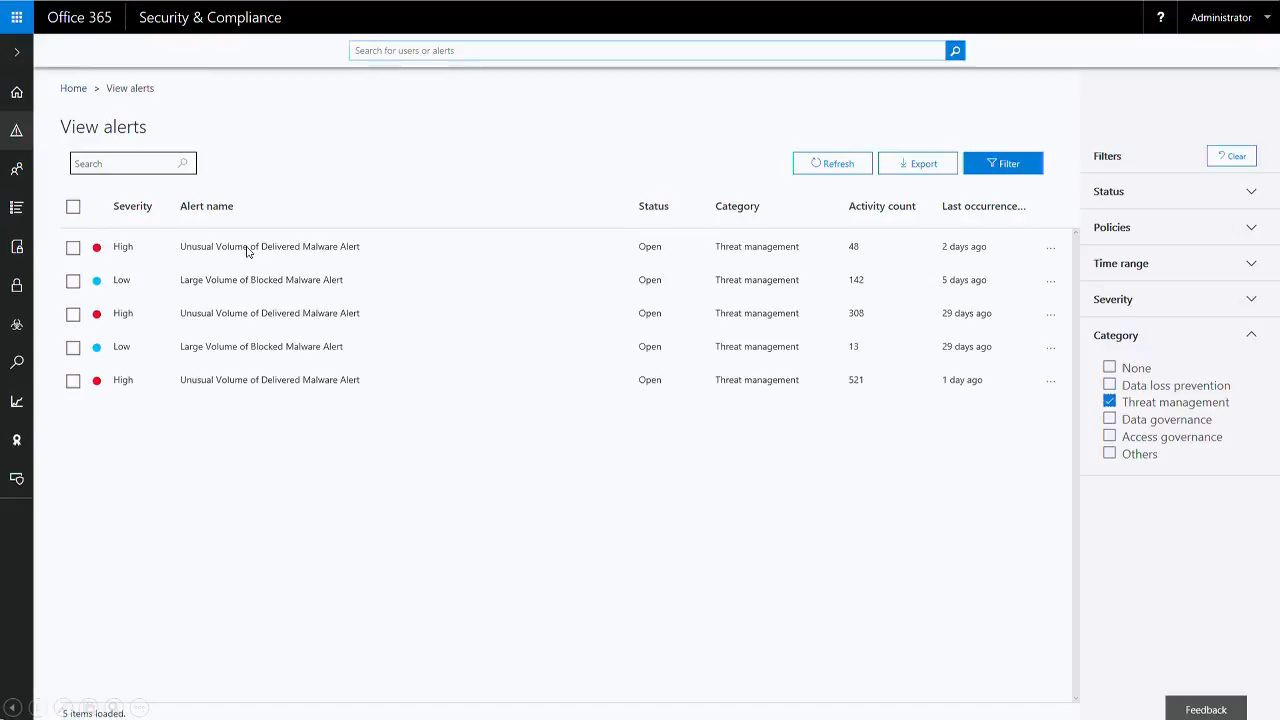 Office 365 Security & Compliance ? Administrator
Search for users or alerts
Home > View alerts
View alerts
Search
Refresh Export Filter
Severity Alert name Status Category Activity count Last occurrence...
High Unusual Volume of Delivered Malware Alert Open Threat management 48 2 days ago ...
Low Large Volume of Blocked Malware Alert Open Threat management 142 5 days ago ...
High Unusual Volume of Delivered Malware Alert Open Threat management 308 29 days ago ...
Low Large Volume of Blocked Malware Alert Open Threat management 13 29 days ago ...
High Unusual Volume of Delivered Malware Alert Open Threat management 521 1 day ago ...
5 items loaded.
Filters Clear
Status
Policies
Time range
Severity
Category
None
Data loss prevention
Threat management
Data governance
Access governance
Others
Feedback